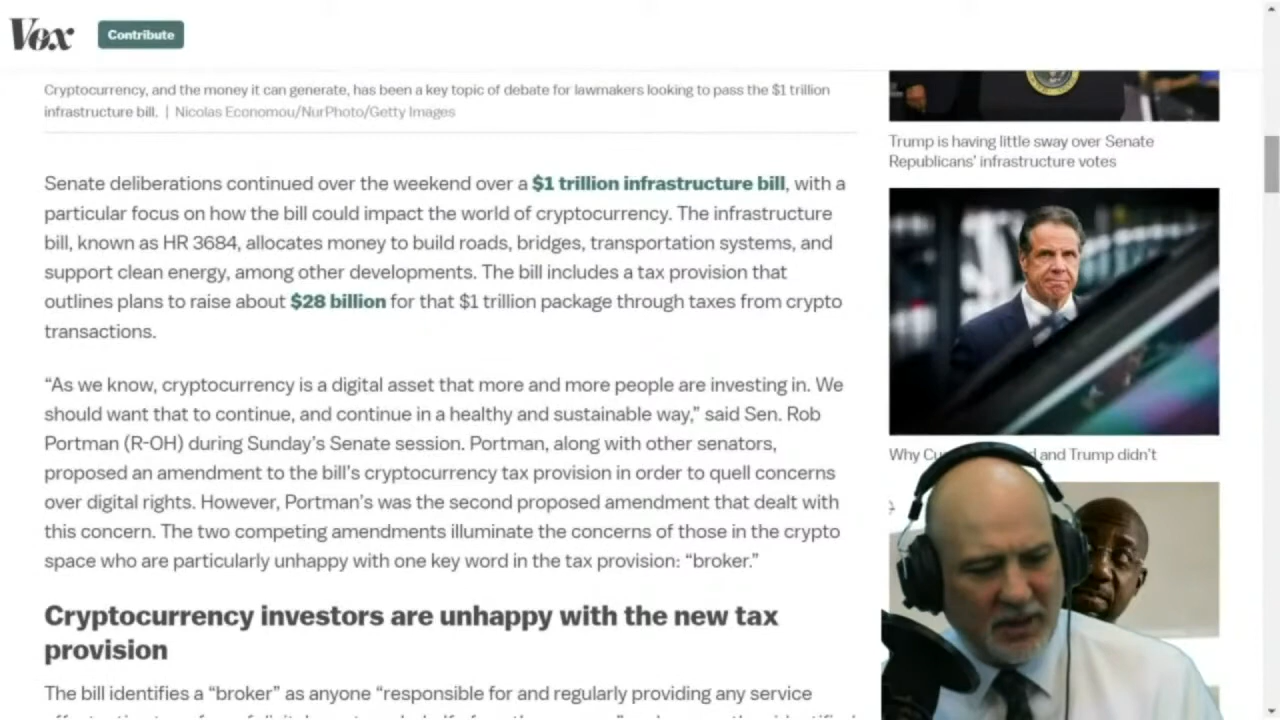 Vox
Contribute
Cryptocurrency, and the money it can generate, has been a key topic of debate for lawmakers looking to pass the $1 trillion
infrastructure bill. | Nicolas Economou/NurPhoto/Getty Images
Senate deliberations continued over the weekend over a $1 trillion infrastructure bill, with a
particular focus on how the bill could impact the world of cryptocurrency. The infrastructure
bill, known as HR 3684, allocates money to build roads, bridges, transportation systems, and
support clean energy, among other developments. The bill includes a tax provision that
outlines plans to raise about $28 billion for that $1 trillion package through taxes from crypto
transactions.
“As we know, cryptocurrency is a digital asset that more and more people are investing in. We
should want that to continue, and continue in a healthy and sustainable way,” said Sen. Rob
Portman (R-OH) during Sunday’s Senate session. Portman, along with other senators,
proposed an amendment to the bill’s cryptocurrency tax provision in order to quell concerns
over digital rights. However, Portman’s was the second proposed amendment that dealt with
this concern. The two competing amendments illuminate the concerns of those in the crypto
space who are particularly unhappy with one key word in the tax provision: “broker.”
Cryptocurrency investors are unhappy with the new tax
provision
The bill identifies a “broker” as anyone “responsible for and regularly providing any service
Trump is having little sway over Senate
Republicans’ infrastructure votes
Why and Trump didn’t